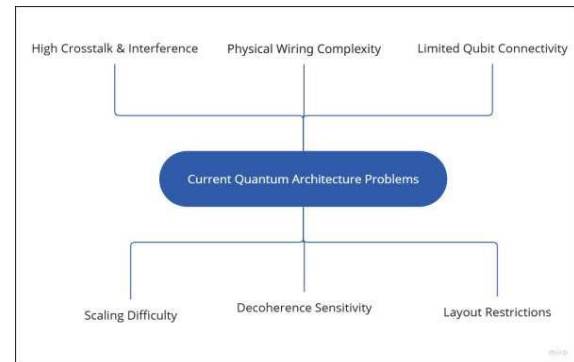 High Crosstalk & Interference
Physical Wiring Complexity
Limited Qubit Connectivity
Current Quantum Architecture Problems
Scaling Difficulty
Decoherence Sensitivity
Layout Restrictions
miro